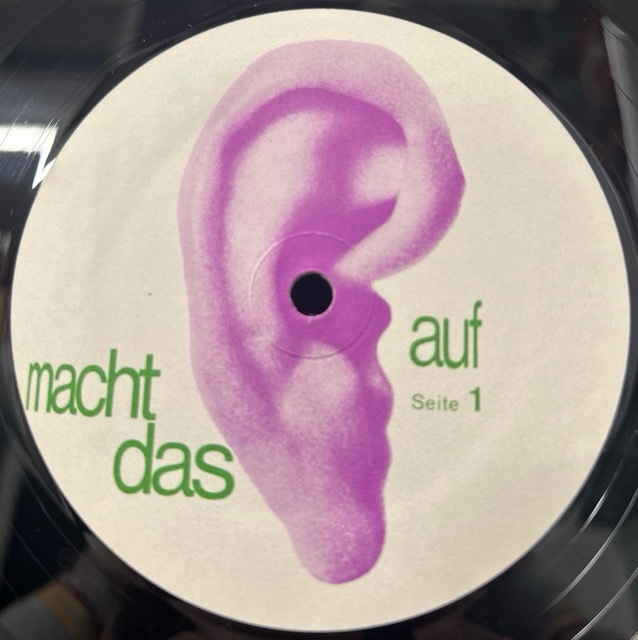 macht
das
auf
Seite 1